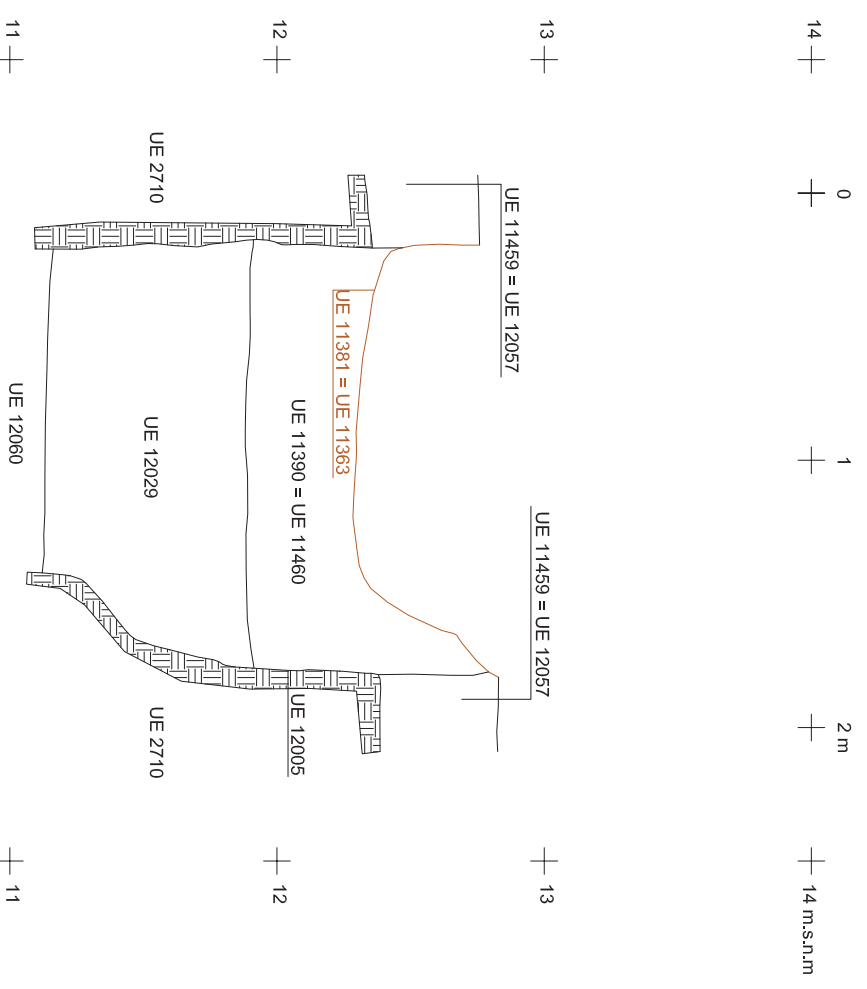 14
14 m.s.n.m
0
1
2 m
13
13
UE 11459 = UE 12057
UE 11459 = UE 12057
UE 11381 = UE 11363
12
12
UE 11390 = UE 11460
UE 12005
UE 2710
UE 12029
UE 2710
11
UE 12060
11